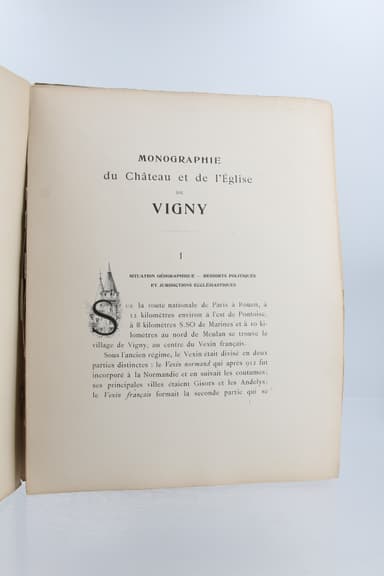 MONOGRAPHIE
du Château et de l'Église
DE
VIGNY
I
SITUATION GÉOGRAPHIQUE — RESSORTS POLITIQUES
ET JURIDICTIONS ECCLÉSIASTIQUES
SUR la route nationale de Paris à Rouen, à
12 kilomètres environ à l'est de Pontoise,
à 8 kilomètres S.SO de Marines et à 10 ki-
lomètres au nord de Meulan se trouve le
village de Vigny, au centre du Vexin français.
Sous l'ancien régime, le Vexin était divisé en deux
parties distinctes : le Vexin normand qui après 912 fut
incorporé à la Normandie et en suivait les coutumes;
ses principales villes étaient Gisors et les Andelys;
le Vexin français formait la seconde partie qui se